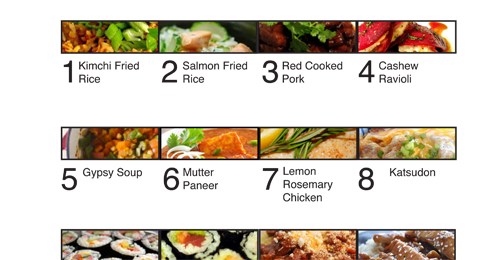 1 Kimchi Fried
Rice
2 Salmon Fried
Rice
3 Red Cooked
Pork
4 Cashew
Ravioli
5 Gypsy Soup
6 Mutter
Paneer
7 Lemon
Rosemary
Chicken
8 Katsudon